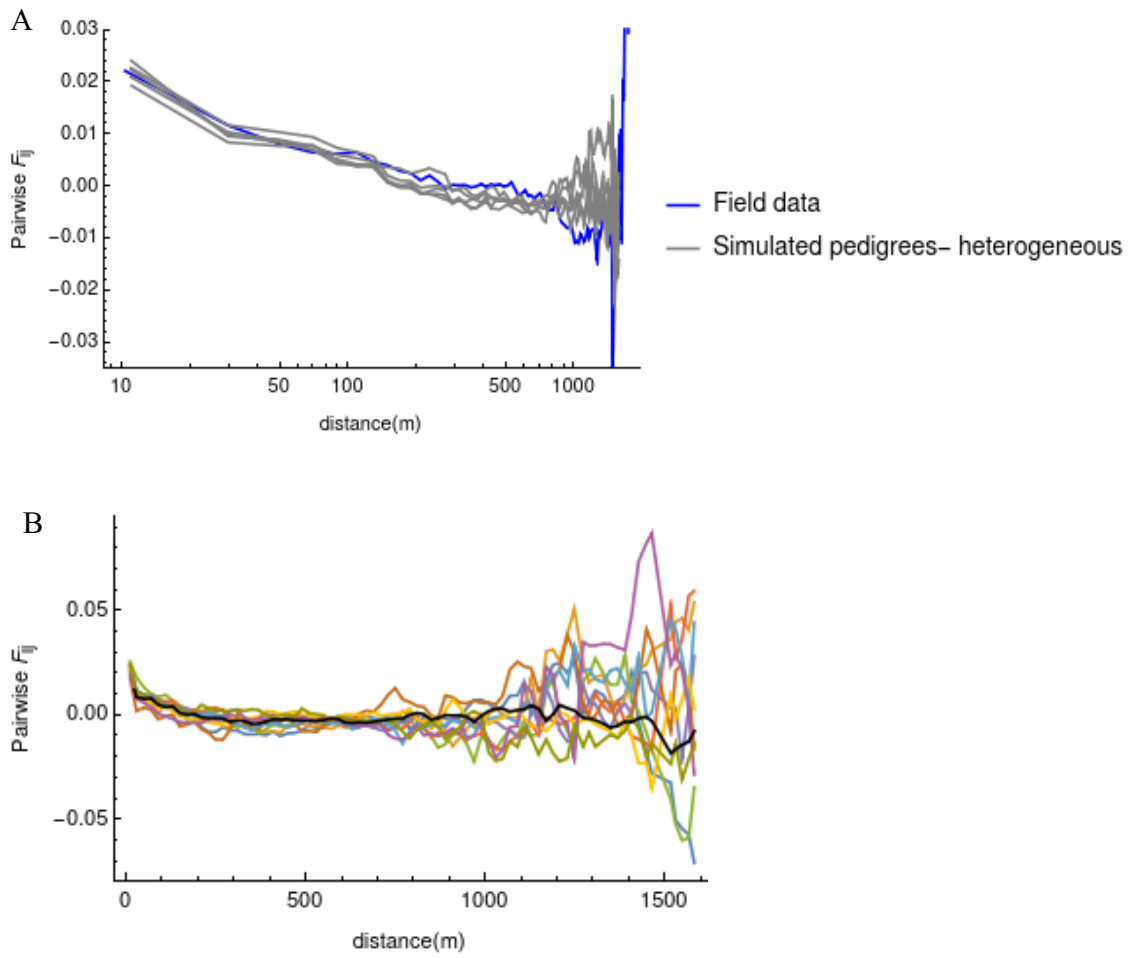 A
0.03
0.02
0.01
0.00
−0.01
−0.02
−0.03
Pairwise Fij
10
50
100
500
1000
distance(m)
Field data
Simulated pedigrees− heterogeneous
B
0.05
0.00
−0.05
Pairwise Fij
0
500
1000
1500
distance(m)